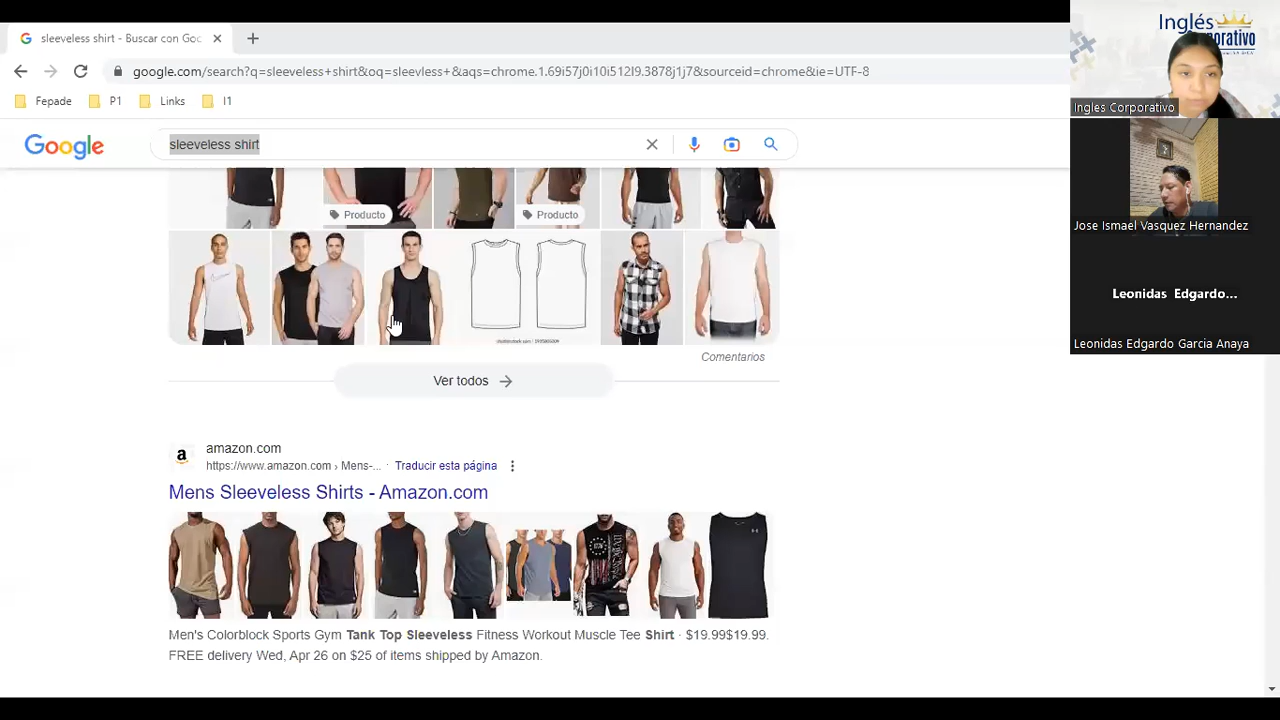 sleeveless shirt - Buscar con Goo
google.com/search?q=sleeveless+shirt&oq=sleevless+&aqs=chrome.1.69i57j0i10i512l9.3878j1j7&sourceid=chrome&ie=UTF-8
Fepade P1 Links I1
Google sleeveless shirt
Producto Producto
Comentarios
Ver todos
a
amazon.com
https://www.amazon.com › Mens-... · Traducir esta página
Mens Sleeveless Shirts - Amazon.com
Men's Colorblock Sports Gym Tank Top Sleeveless Fitness Workout Muscle Tee Shirt · $19.99$19.99.
FREE delivery Wed, Apr 26 on $25 of items shipped by Amazon.
Inglés
Ingles Corporativo
Jose Ismael Vasquez Hernandez
Leonidas Edgardo...
Leonidas Edgardo Garcia Anaya